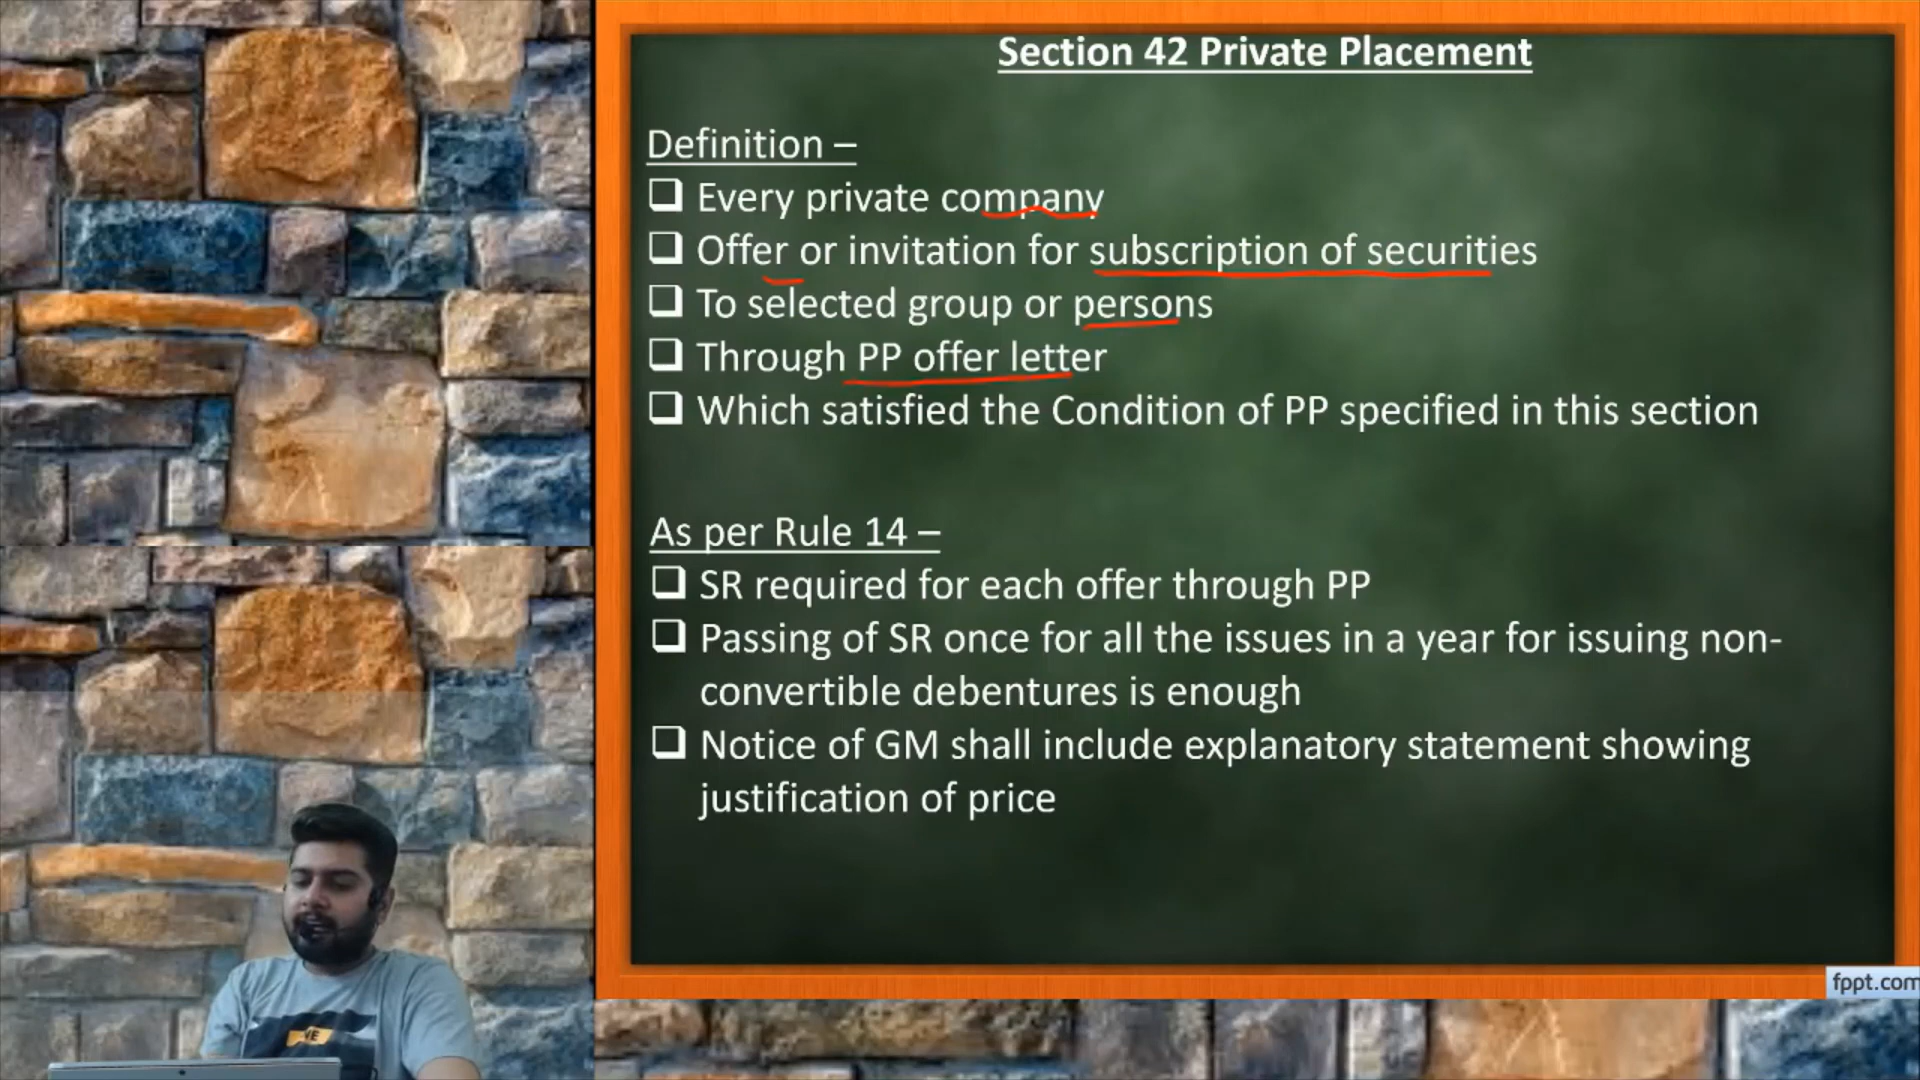 Section 42 Private Placement
Definition –
Every private company
Offer or invitation for subscription of securities
To selected group or persons
Through PP offer letter
Which satisfied the Condition of PP specified in this section
As per Rule 14 –
SR required for each offer through PP
Passing of SR once for all the issues in a year for issuing non-
convertible debentures is enough
Notice of GM shall include explanatory statement showing
justification of price
fppt.com